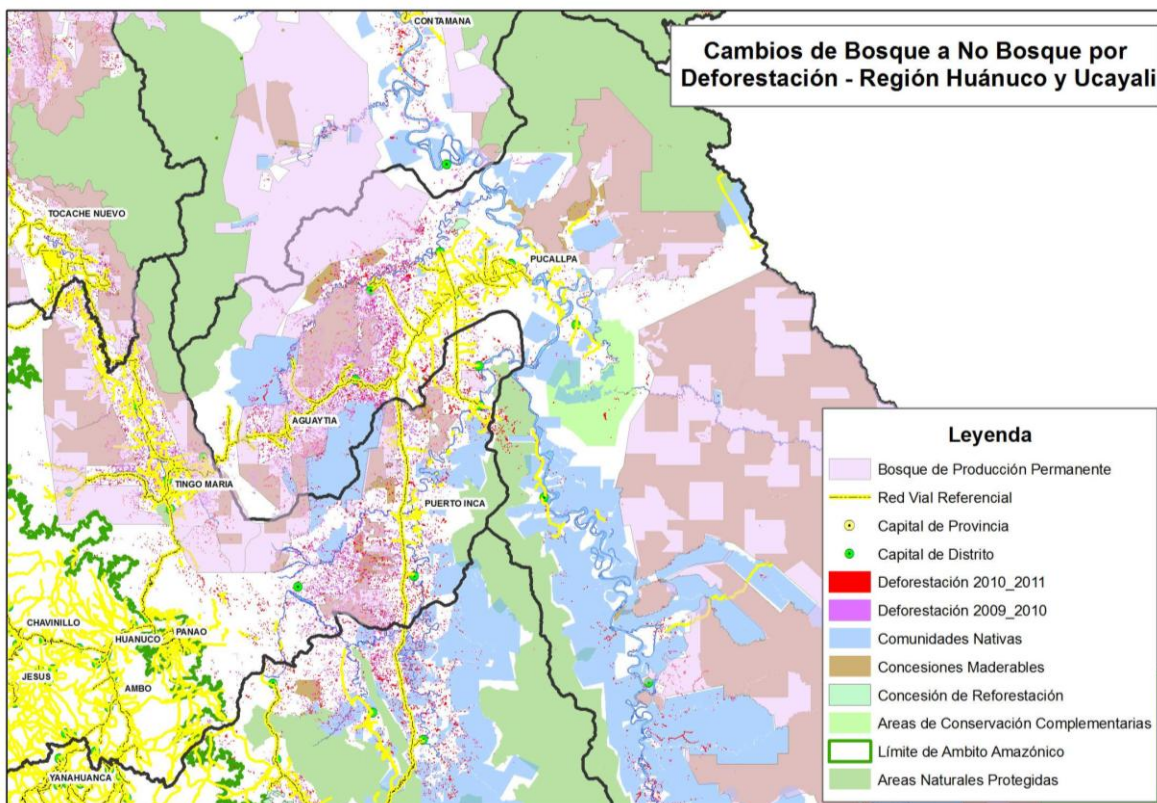 Cambios de Bosque a No Bosque por
Deforestación - Región Huánuco y Ucayali
CONTAMANA
TOCACHE NUEVO
PUCALLPA
AGUAYTIA
TINGO MARIA
PUERTO INCA
CHAVINILLO
HUANUCO
PANAO
JESUS
AMBO
YANAHUANCA
Leyenda
Bosque de Producción Permanente
Red Vial Referencial
Capital de Provincia
Capital de Distrito
Deforestación 2010_2011
Deforestación 2009_2010
Comunidades Nativas
Concesiones Maderables
Concesión de Reforestación
Areas de Conservación Complementarias
Límite de Ambito Amazónico
Areas Naturales Protegidas